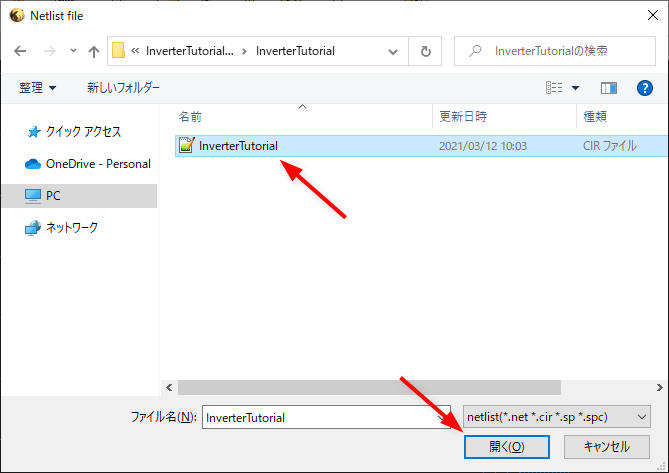 Netlist file
« InverterTutorial... > InverterTutorial
InverterTutorialの検索
整理 新しいフォルダー
名前 更新日時 種類
クイック アクセス
InverterTutorial 2021/03/12 10:03 CIR ファイル
OneDrive - Personal
PC
ネットワーク
ファイル名(N): InverterTutorial netlist(*.net *.cir *.sp *.spc)
開く(O) キャンセル